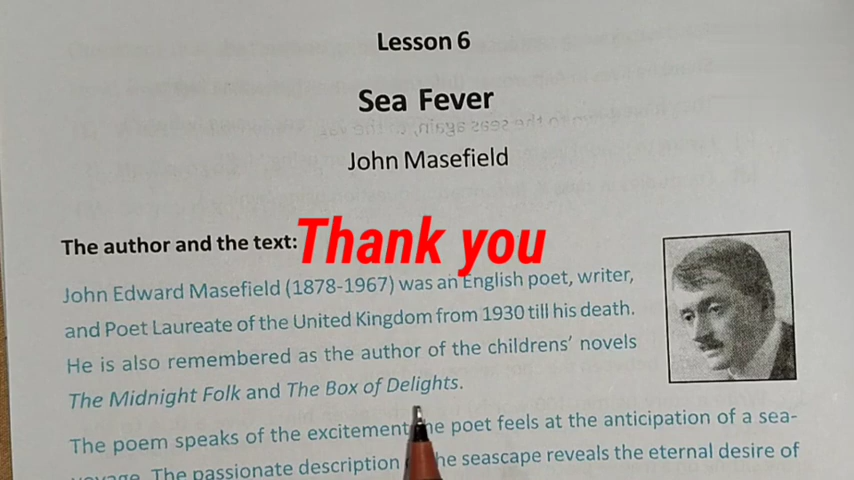 Lesson 6
Sea Fever
John Masefield
The author and the text:
Thank you
John Edward Masefield (1878-1967) was an English poet, writer,
and Poet Laureate of the United Kingdom from 1930 till his death.
He is also remembered as the author of the childrens' novels
The Midnight Folk and The Box of Delights.
The poem speaks of the excitement the poet feels at the anticipation of a sea-
voyage. The passionate description the seascape reveals the eternal desire of